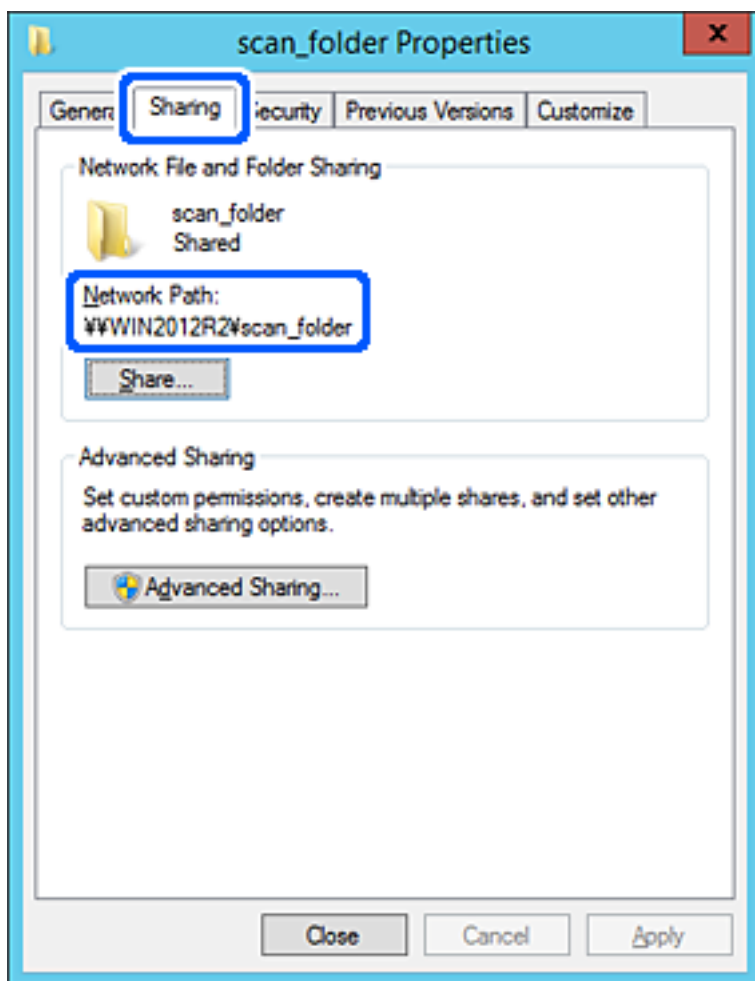 scan_folder Properties
x
Genera
Sharing
Security
Previous Versions
Customize
Network File and Folder Sharing
scan_folder
Shared
Network Path:
¥¥WIN2012R2¥scan_folder
Share...
Advanced Sharing
Set custom permissions, create multiple shares, and set other
advanced sharing options.
Advanced Sharing...
Close
Cancel
Apply